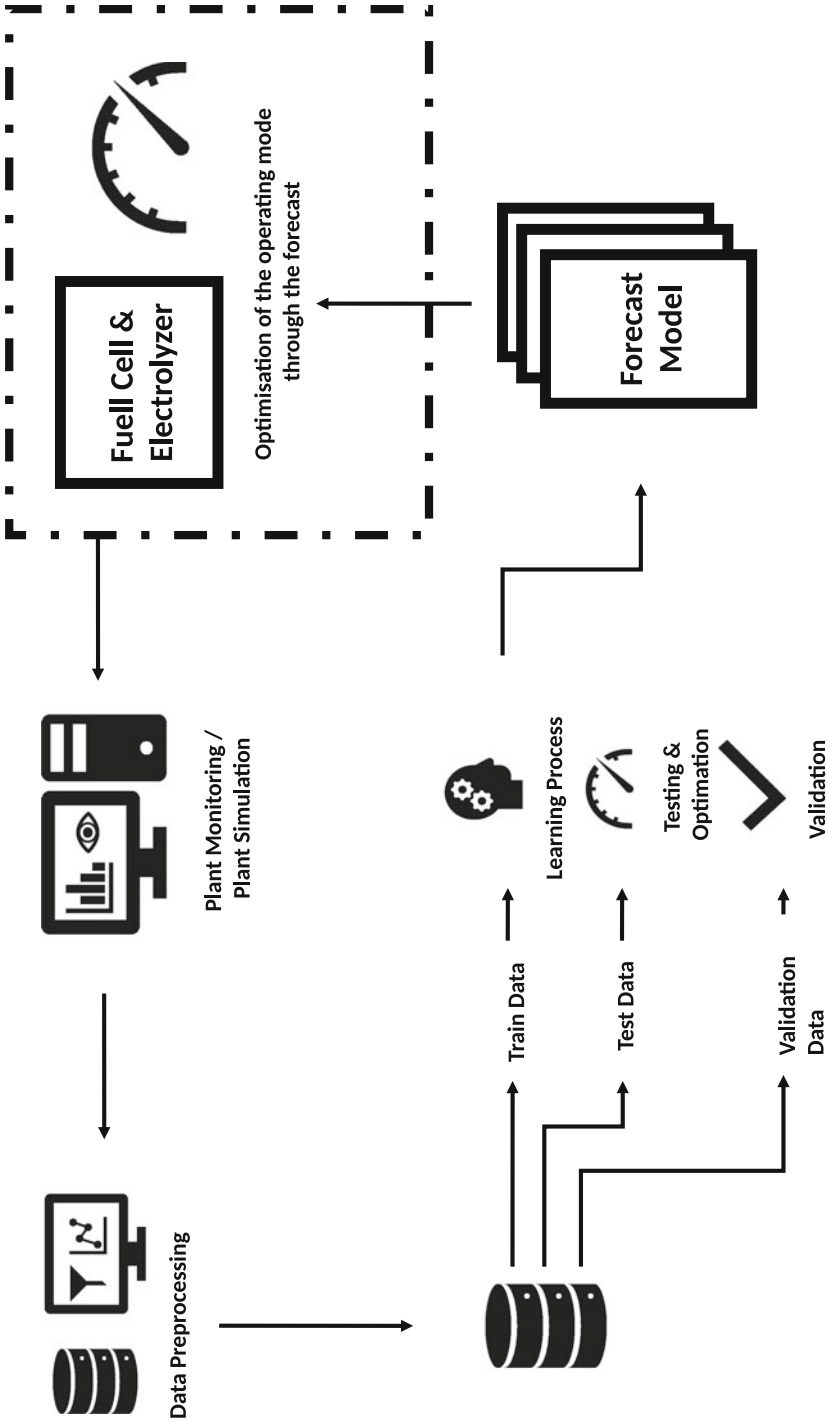 Data Preprocessing
Plant Monitoring /
Plant Simulation
Fuell Cell &
Electrolyzer
Optimisation of the operating mode
through the forecast
Train Data
Learning Process
Test Data
Testing &
Optimation
Validation
Data
Validation
Forecast
Model